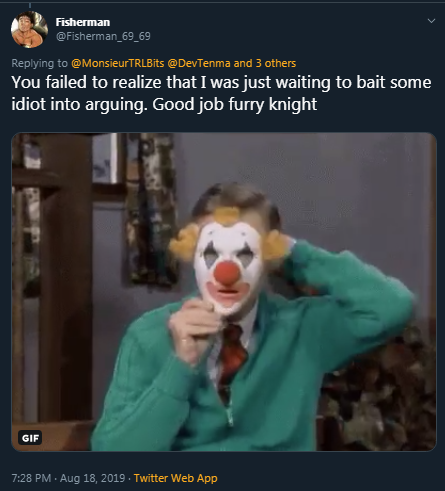 Fisherman
@Fisherman_69_69
Replying to @MonsieurTRLBits @DevTenma and 3 others
You failed to realize that I was just waiting to bait some
idiot into arguing. Good job furry knight
GIF
7:28 PM · Aug 18, 2019 · Twitter Web App